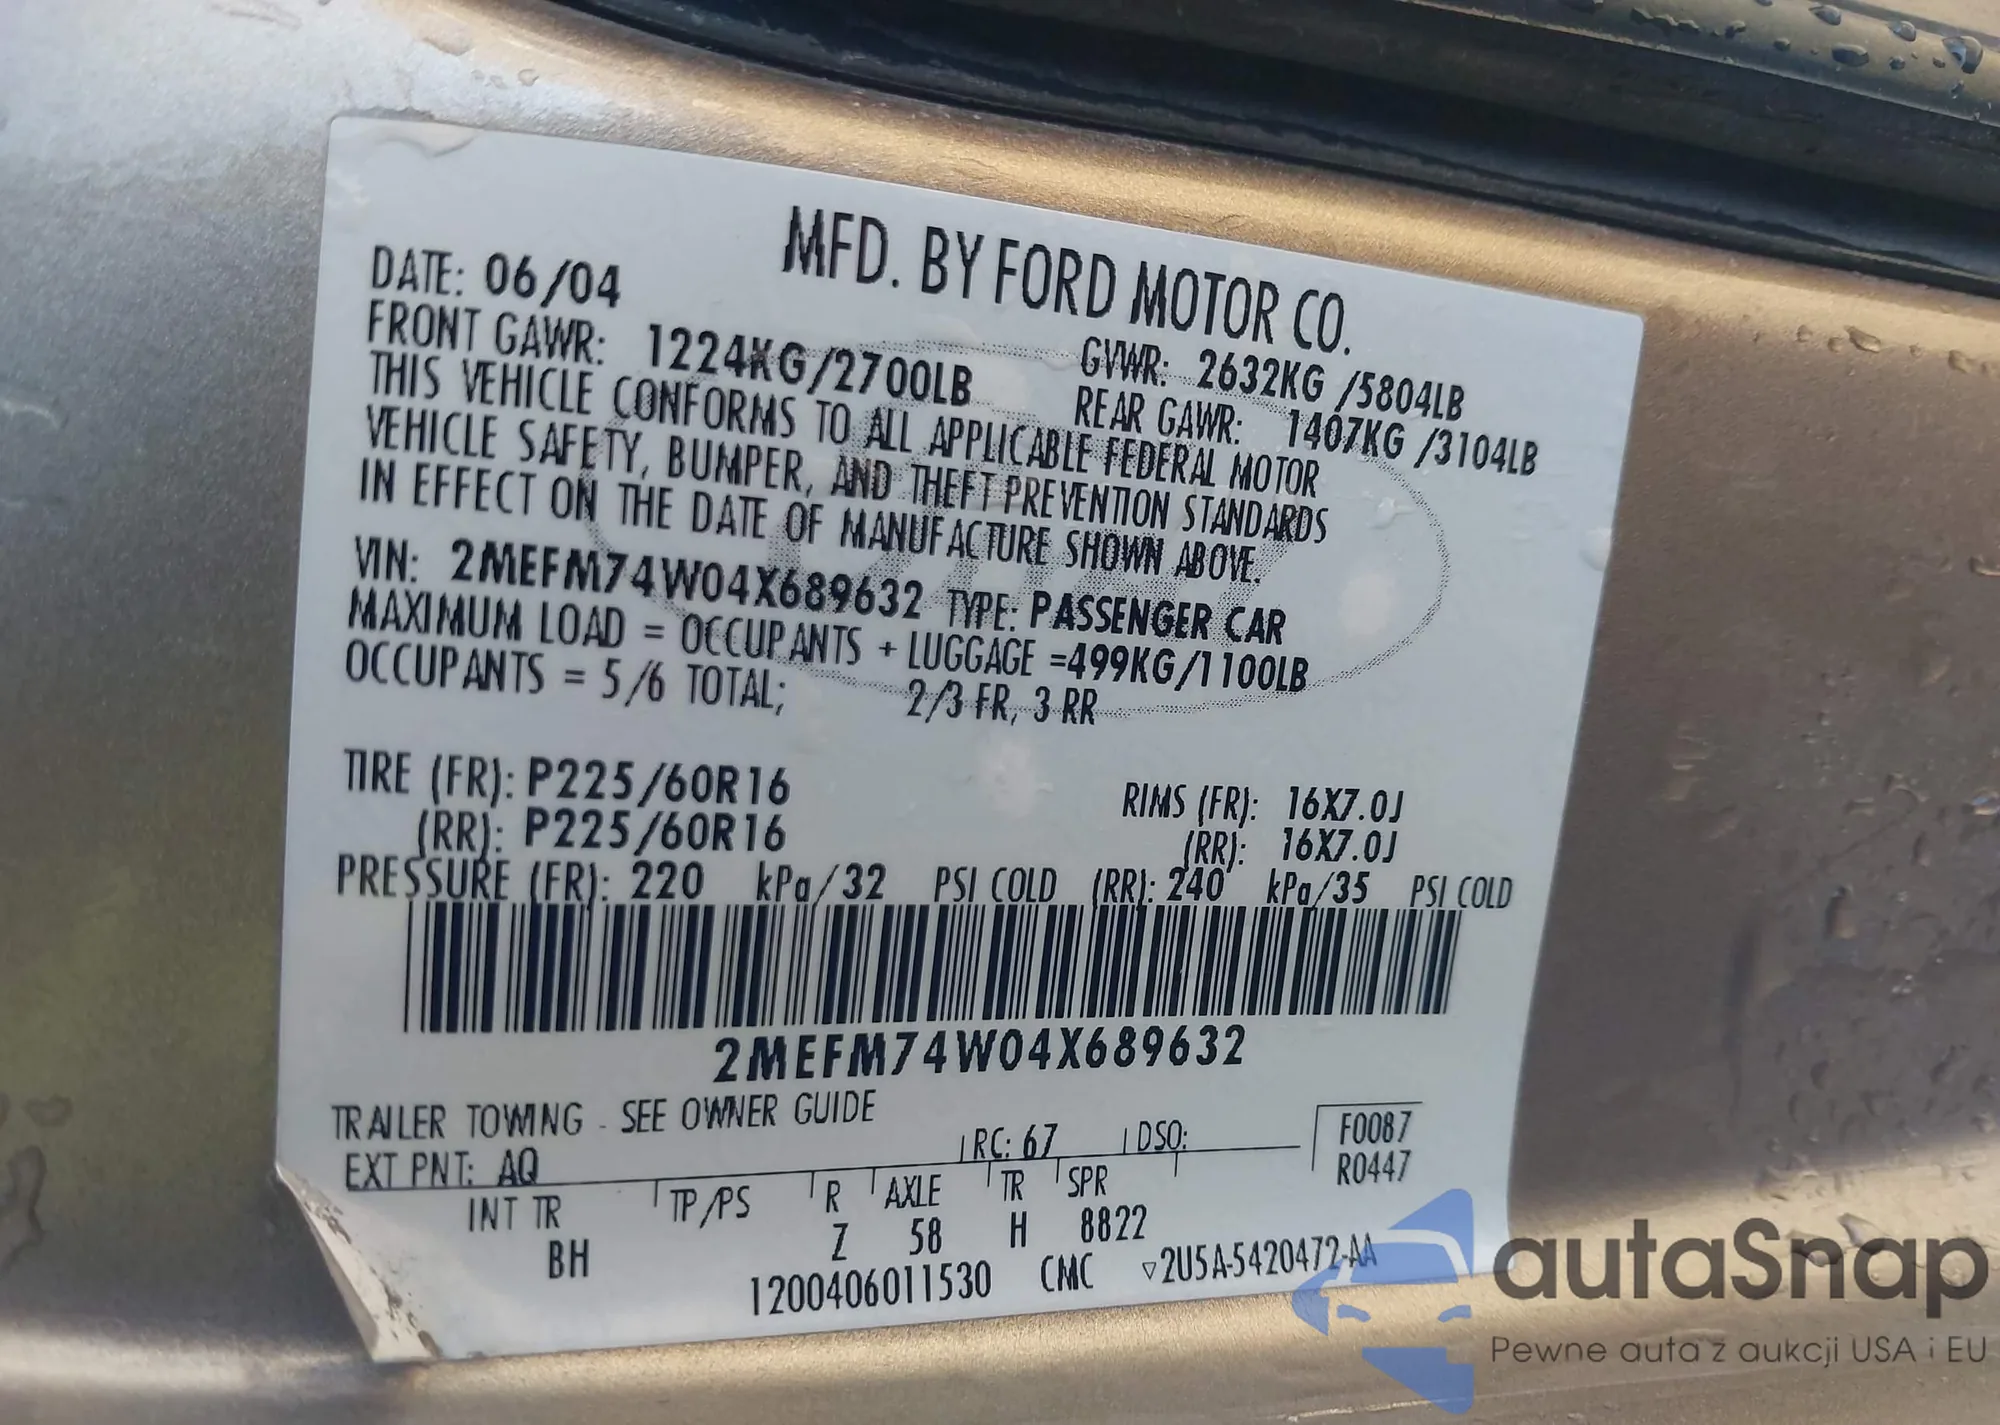 MFD. BY FORD MOTOR CO.
DATE: 06/04
GVWR: 2632KG /5804LB
FRONT GAWR: 1224KG/2700LB
REAR GAWR: 1407KG /3104LB
THIS VEHICLE CONFORMS TO ALL APPLICABLE FEDERAL MOTOR
VEHICLE SAFETY, BUMPER, AND THEFT PREVENTION STANDARDS
IN EFFECT ON THE DATE OF MANUFACTURE SHOWN ABOVE.
VIN: 2MEFM74W04X689632 TYPE: PASSENGER CAR
MAXIMUM LOAD = OCCUPANTS + LUGGAGE =499KG/1100LB
OCCUPANTS = 5/6 TOTAL; 2/3 FR, 3 RR
TIRE (FR): P225/60R16 RIMS (FR): 16X7.0J
(RR): P225/60R16 (RR): 16X7.0J
PRESSURE (FR): 220 kPa/32 PSI COLD (RR): 240 kPa/35 PSI COLD
2MEFM74W04X689632
TRAILER TOWING - SEE OWNER GUIDE
EXT PNT: AQ RC: 67 DSO: F0087
R0447
INT TR TP/PS R AXLE TR SPR
BH Z 58 H 8822
1200406011530 CMC ▽2U5A-5420472-AA
autaSnap
Pewne auta z aukcji USA i EU